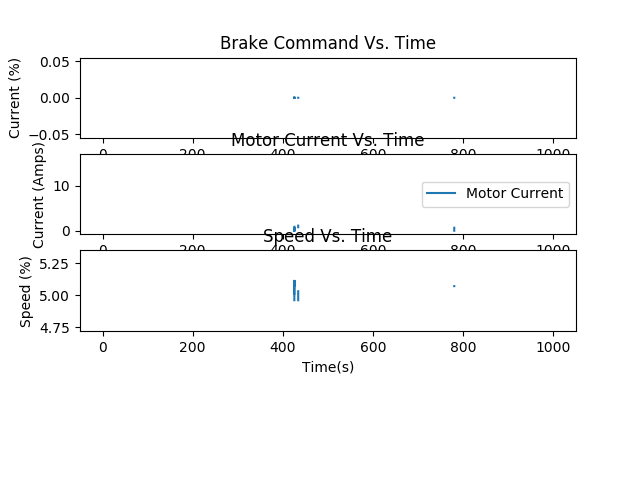 Brake Command Vs. Time
Current (%)
0.05
0.00
−0.05
0 200 400 600 800 1000
Motor Current Vs. Time
Current (Amps)
10
0
Motor Current
0 200 400 600 800 1000
Speed Vs. Time
Speed (%)
5.25
5.00
4.75
0 200 400 600 800 1000
Time(s)